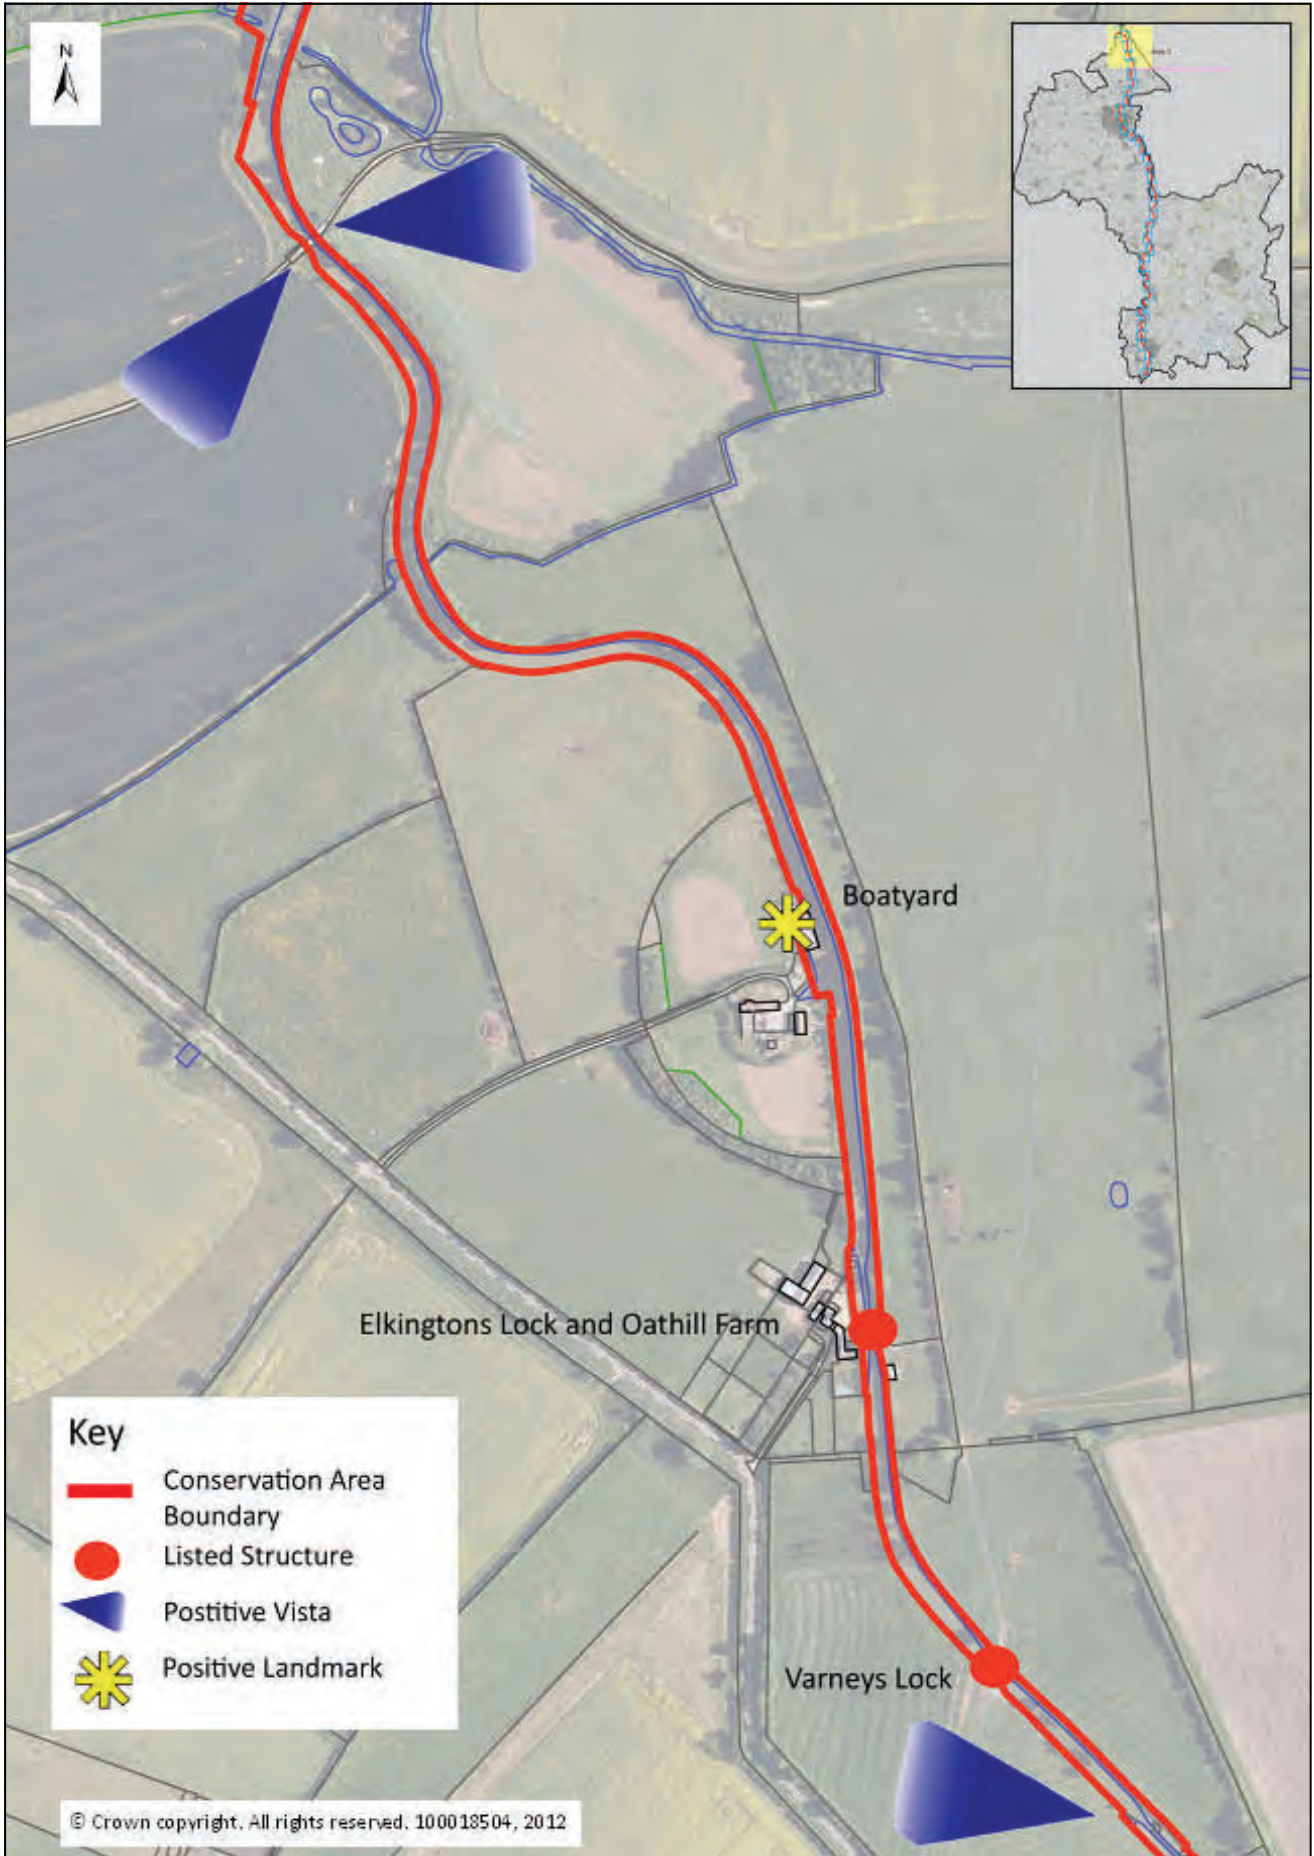 N
Boatyard
Elkingtons Lock and Oathill Farm
Key
Conservation Area
Boundary
Listed Structure
Postitive Vista
Positive Landmark
Varneys Lock
© Crown copyright. All rights reserved. 100018504, 2012